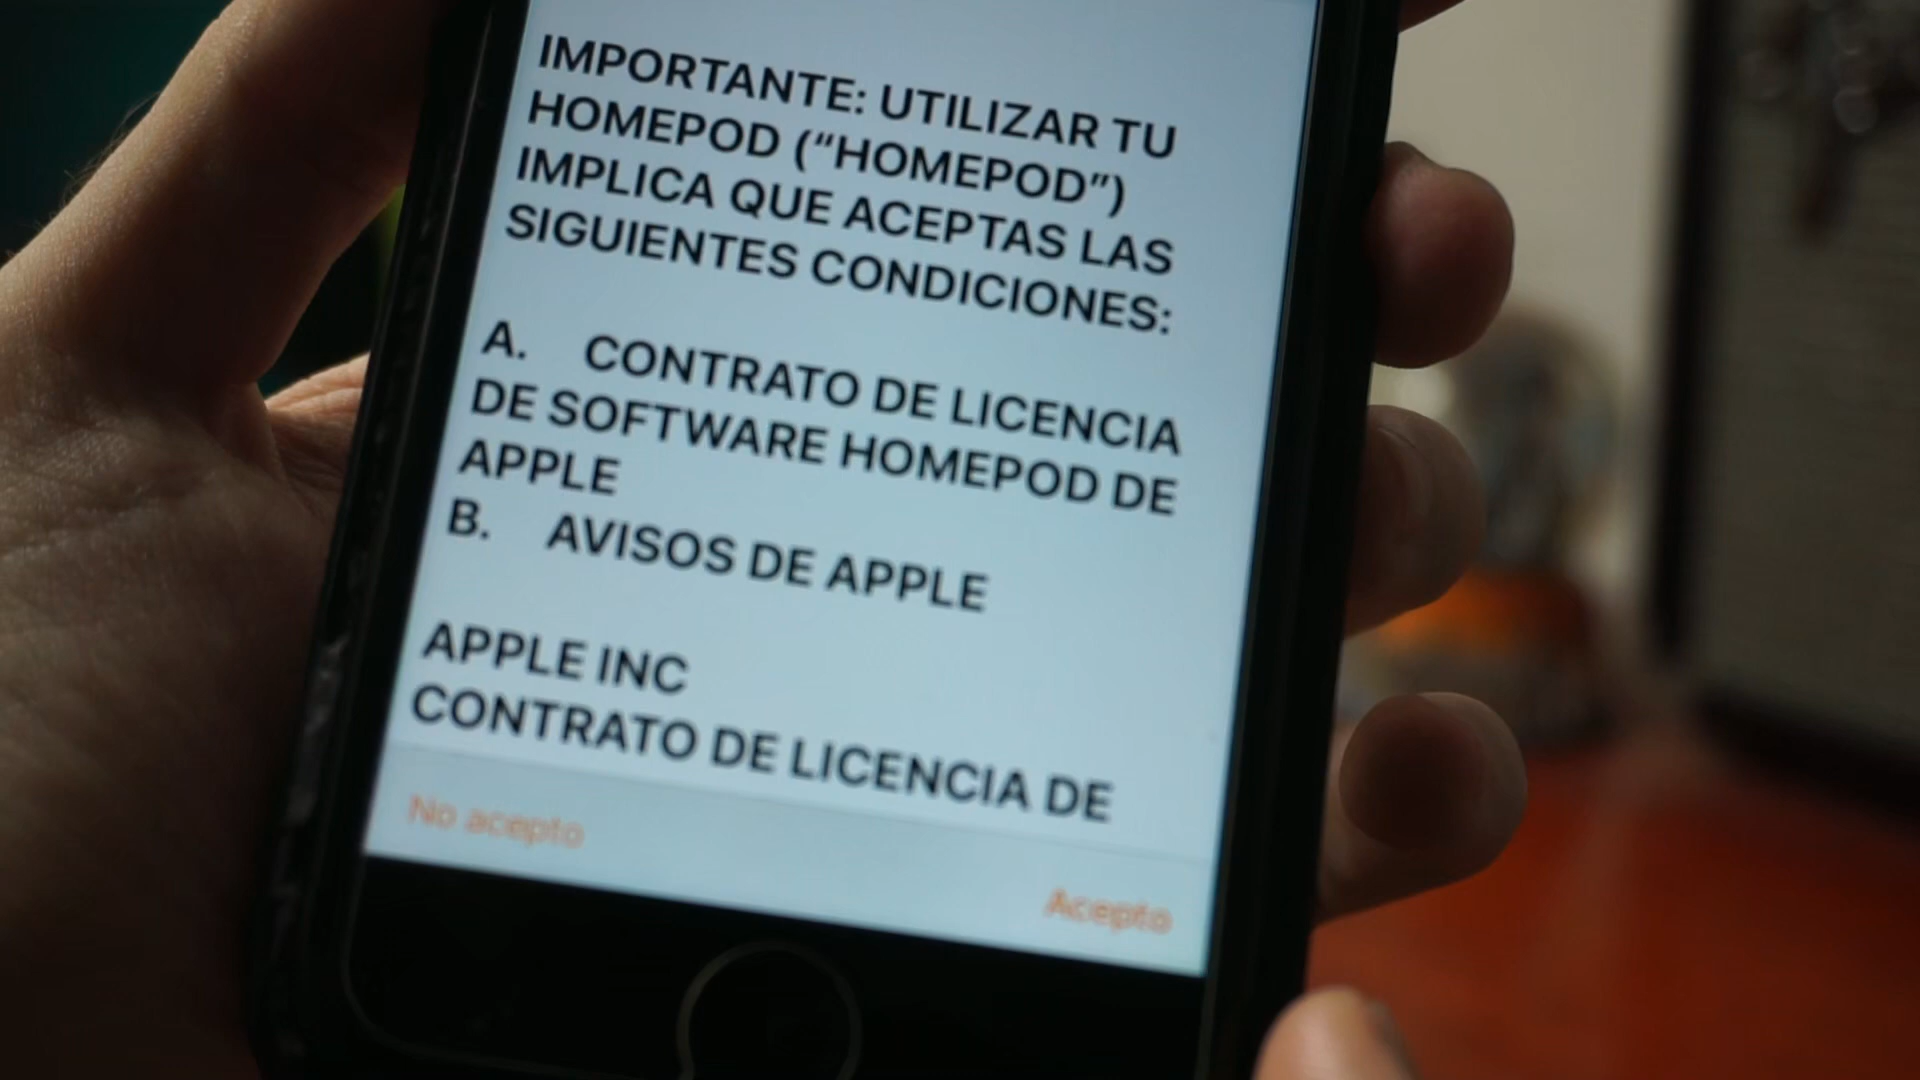 IMPORTANTE: UTILIZAR TU
HOMEPOD (“HOMEPOD”)
IMPLICA QUE ACEPTAS LAS
SIGUIENTES CONDICIONES:
A. CONTRATO DE LICENCIA
DE SOFTWARE HOMEPOD DE
APPLE
B. AVISOS DE APPLE
APPLE INC
CONTRATO DE LICENCIA DE
No acepto
Acepto